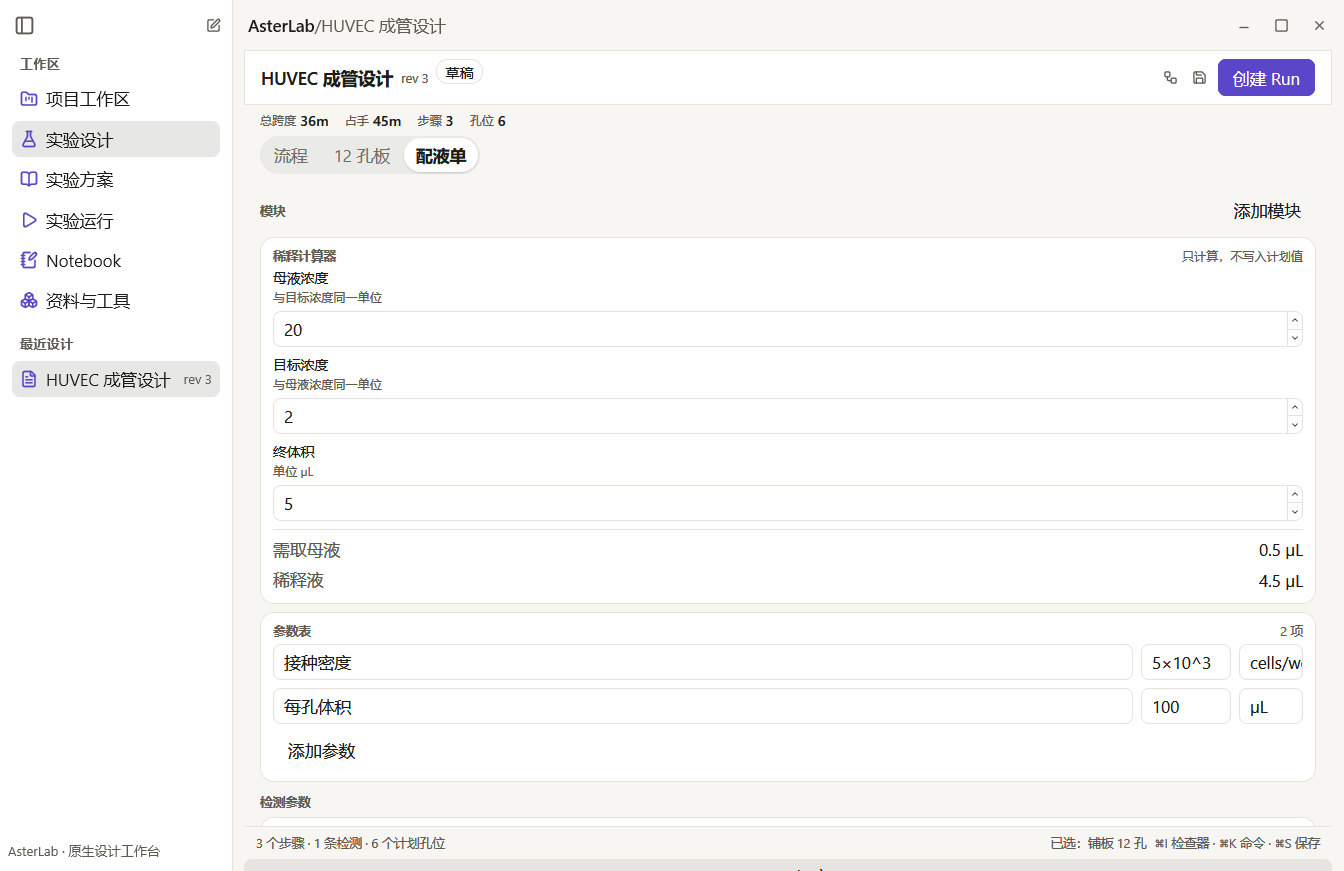 AsterLab/HUVEC 成管设计
工作区
项目工作区
实验设计
实验方案
实验运行
Notebook
资料与工具
最近设计
HUVEC 成管设计 rev 3
AsterLab · 原生设计工作台
HUVEC 成管设计 rev 3 草稿
创建 Run
总跨度 36m 占手 45m 步骤 3 孔位 6
流程 12 孔板 配液单
模块 添加模块
稀释计算器 只计算，不写入计划值
母液浓度
与目标浓度同一单位
20
目标浓度
与母液浓度同一单位
2
终体积
单位 µL
5
需取母液 0.5 µL
稀释液 4.5 µL
参数表 2 项
接种密度 5×10^3 cells/w
每孔体积 100 µL
添加参数
检测参数
3 个步骤 · 1 条检测 · 6 个计划孔位 已选：铺板 12 孔 ⌘I 检查器 · ⌘K 命令 · ⌘S 保存